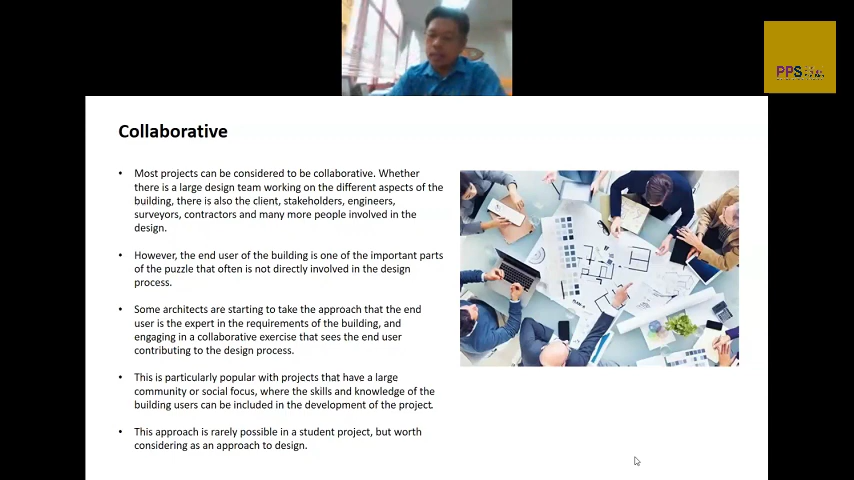 PPS
Collaborative
• Most projects can be considered to be collaborative. Whether
there is a large design team working on the different aspects of the
building, there is also the client, stakeholders, engineers,
surveyors, contractors and many more people involved in the
design.
• However, the end user of the building is one of the important parts
of the puzzle that often is not directly involved in the design
process.
• Some architects are starting to take the approach that the end
user is the expert in the requirements of the building, and
engaging in a collaborative exercise that sees the end user
contributing to the design process.
• This is particularly popular with projects that have a large
community or social focus, where the skills and knowledge of the
building users can be included in the development of the project.
• This approach is rarely possible in a student project, but worth
considering as an approach to design.